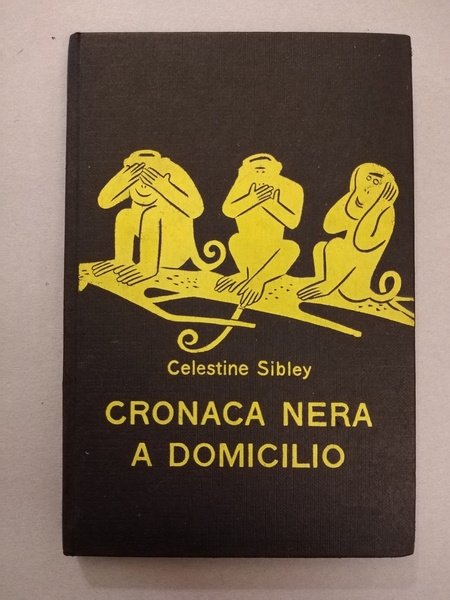 Celestine Sibley
CRONACA NERA
A DOMICILIO